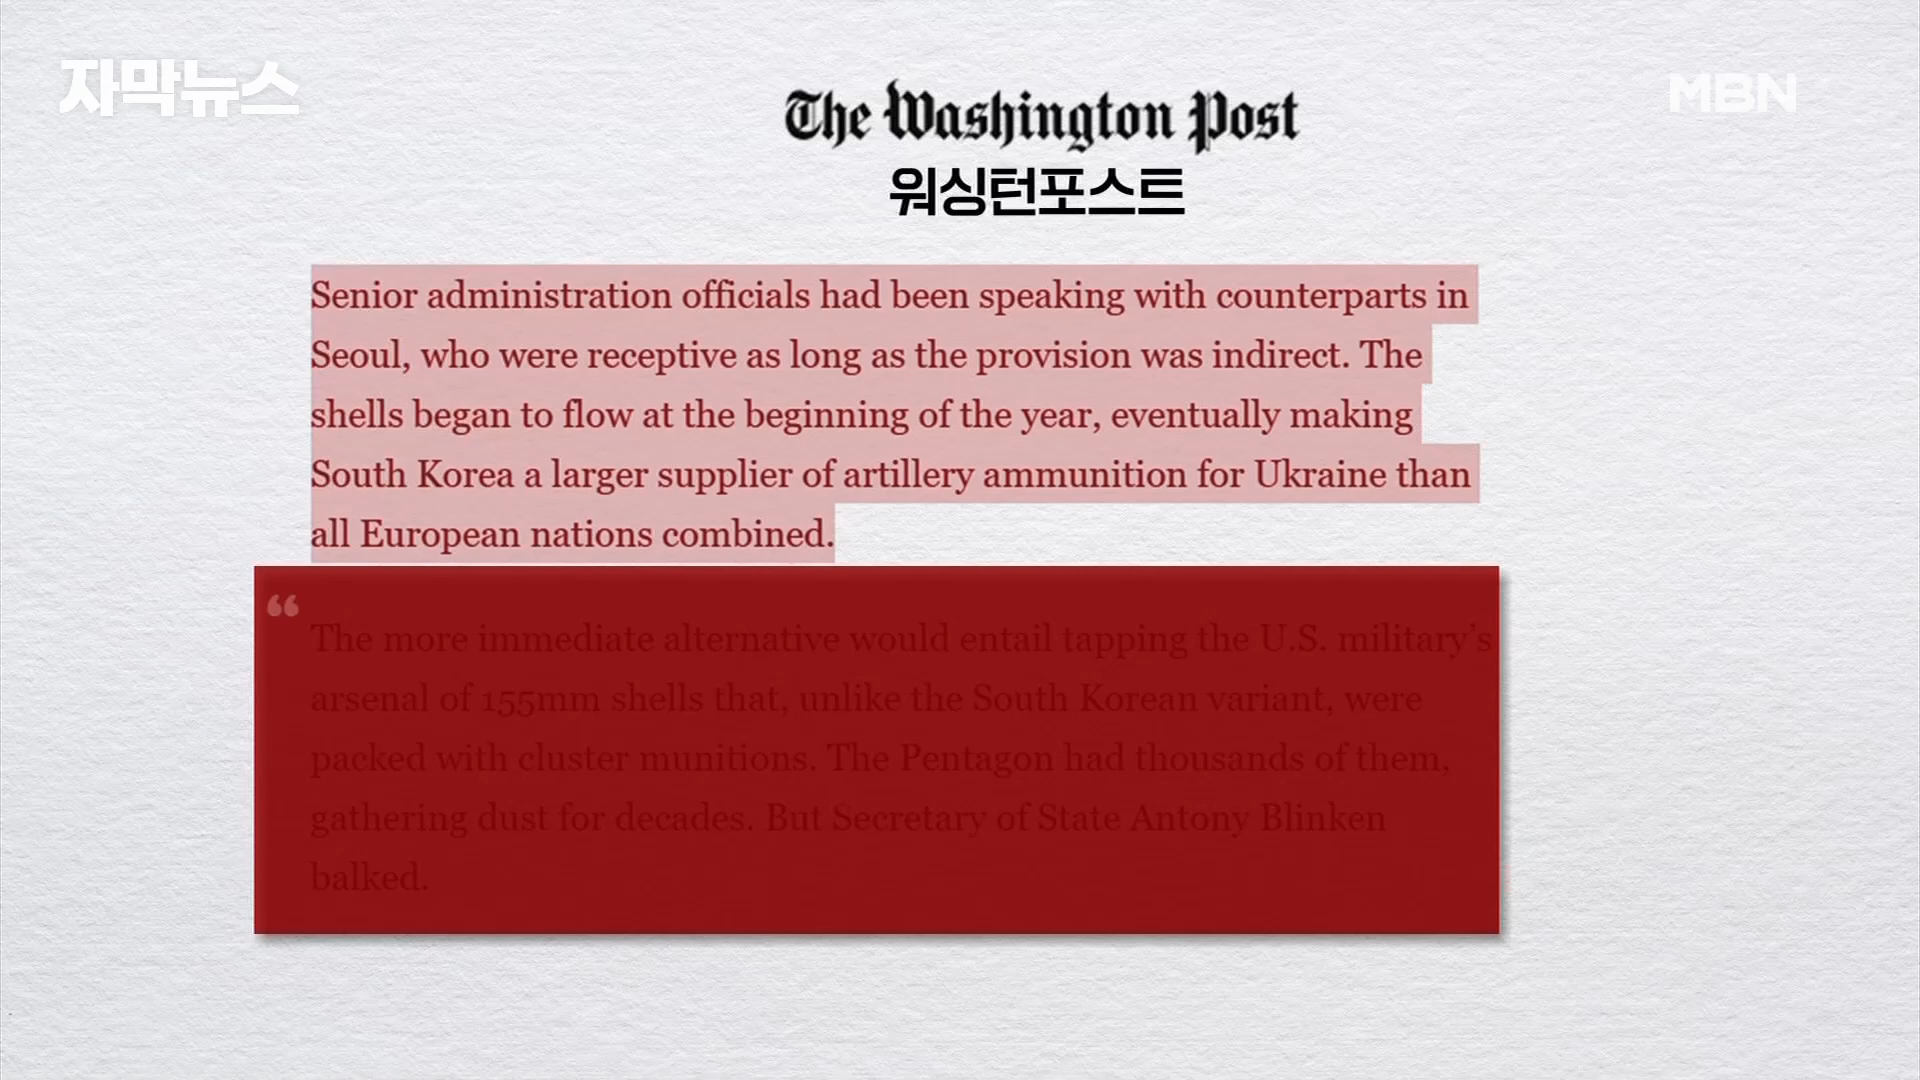 자막뉴스
MBN
The Washington Post
워싱턴포스트
Senior administration officials had been speaking with counterparts in
Seoul, who were receptive as long as the provision was indirect. The
shells began to flow at the beginning of the year, eventually making
South Korea a larger supplier of artillery ammunition for Ukraine than
all European nations combined.
“
The more immediate alternative would entail tapping the U.S. military’s
arsenal of 155mm shells that, unlike the South Korean variant, were
packed with cluster munitions. The Pentagon had thousands of them,
gathering dust for decades. But Secretary of State Antony Blinken
balked.